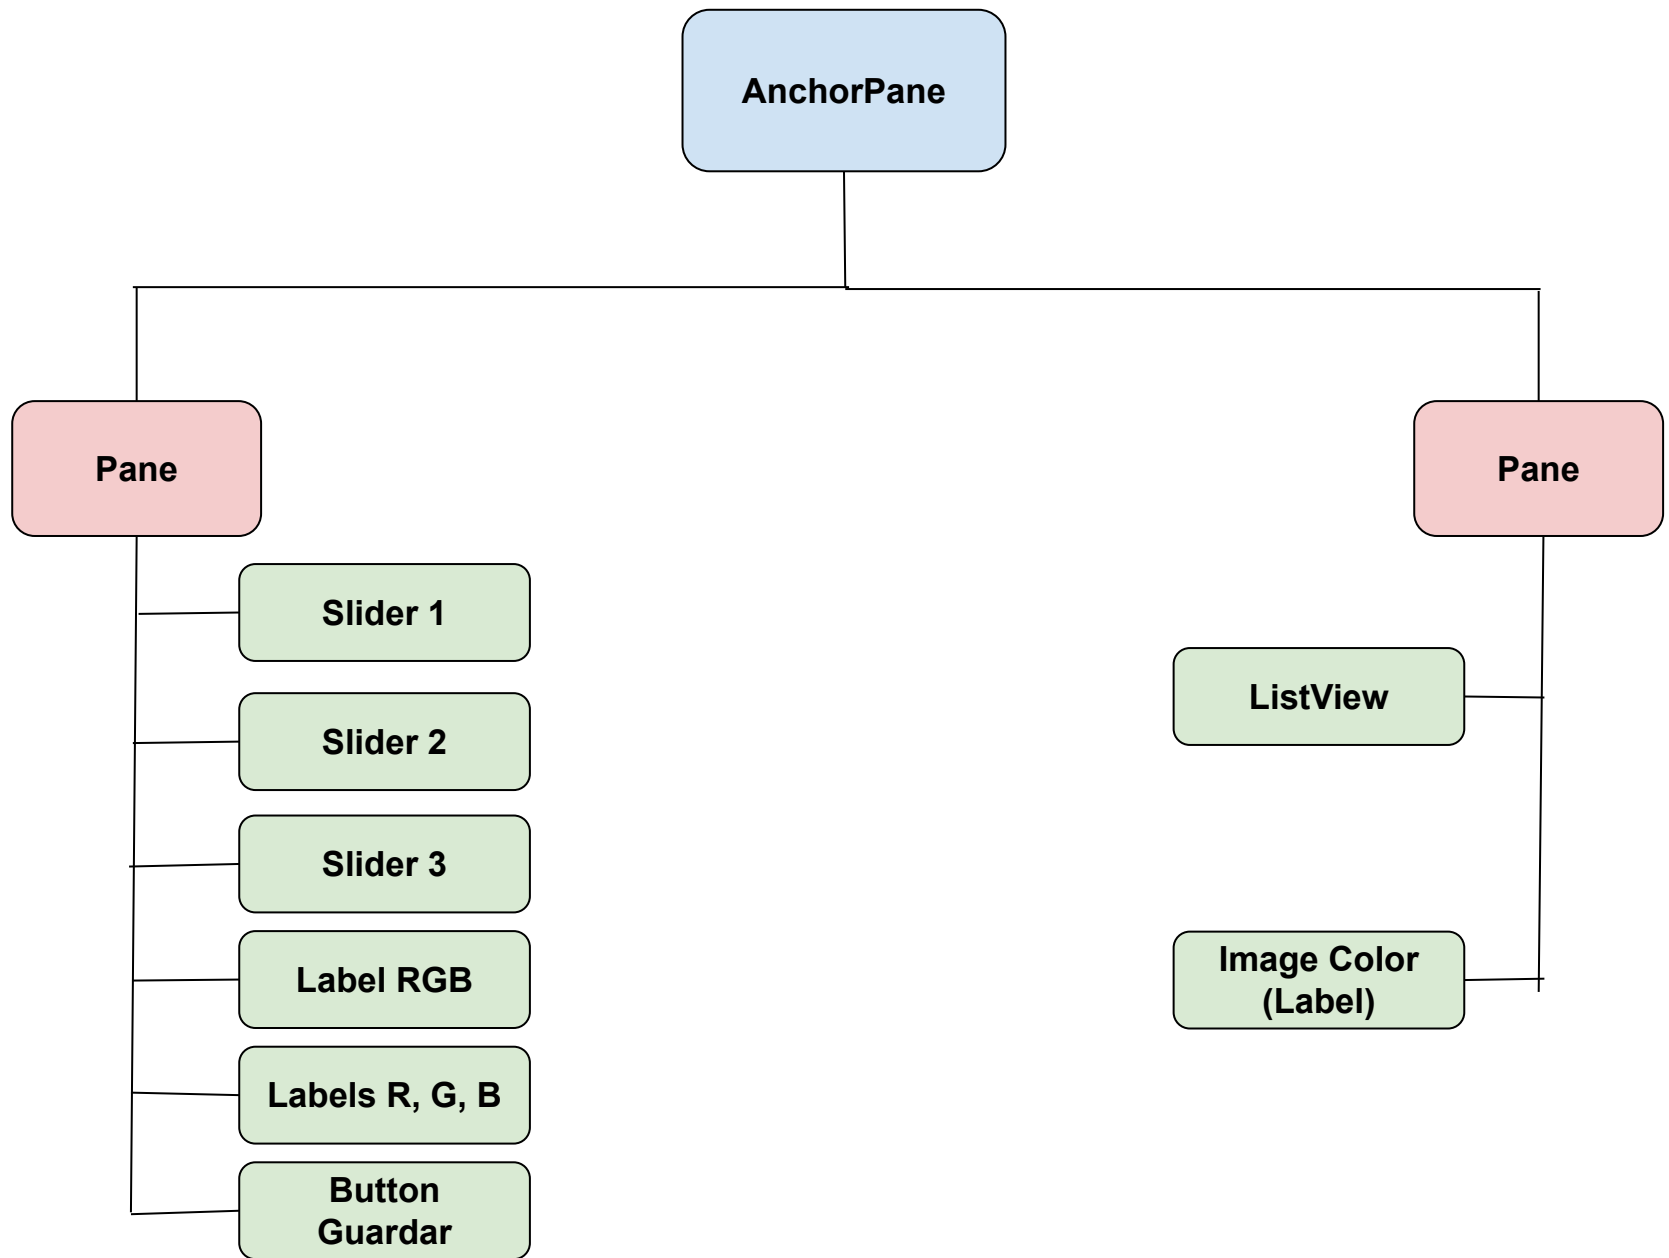 AnchorPane
Pane
Pane
Slider 1
Slider 2
Slider 3
Label RGB
Labels R, G, B
Button
Guardar
ListView
Image Color
(Label)